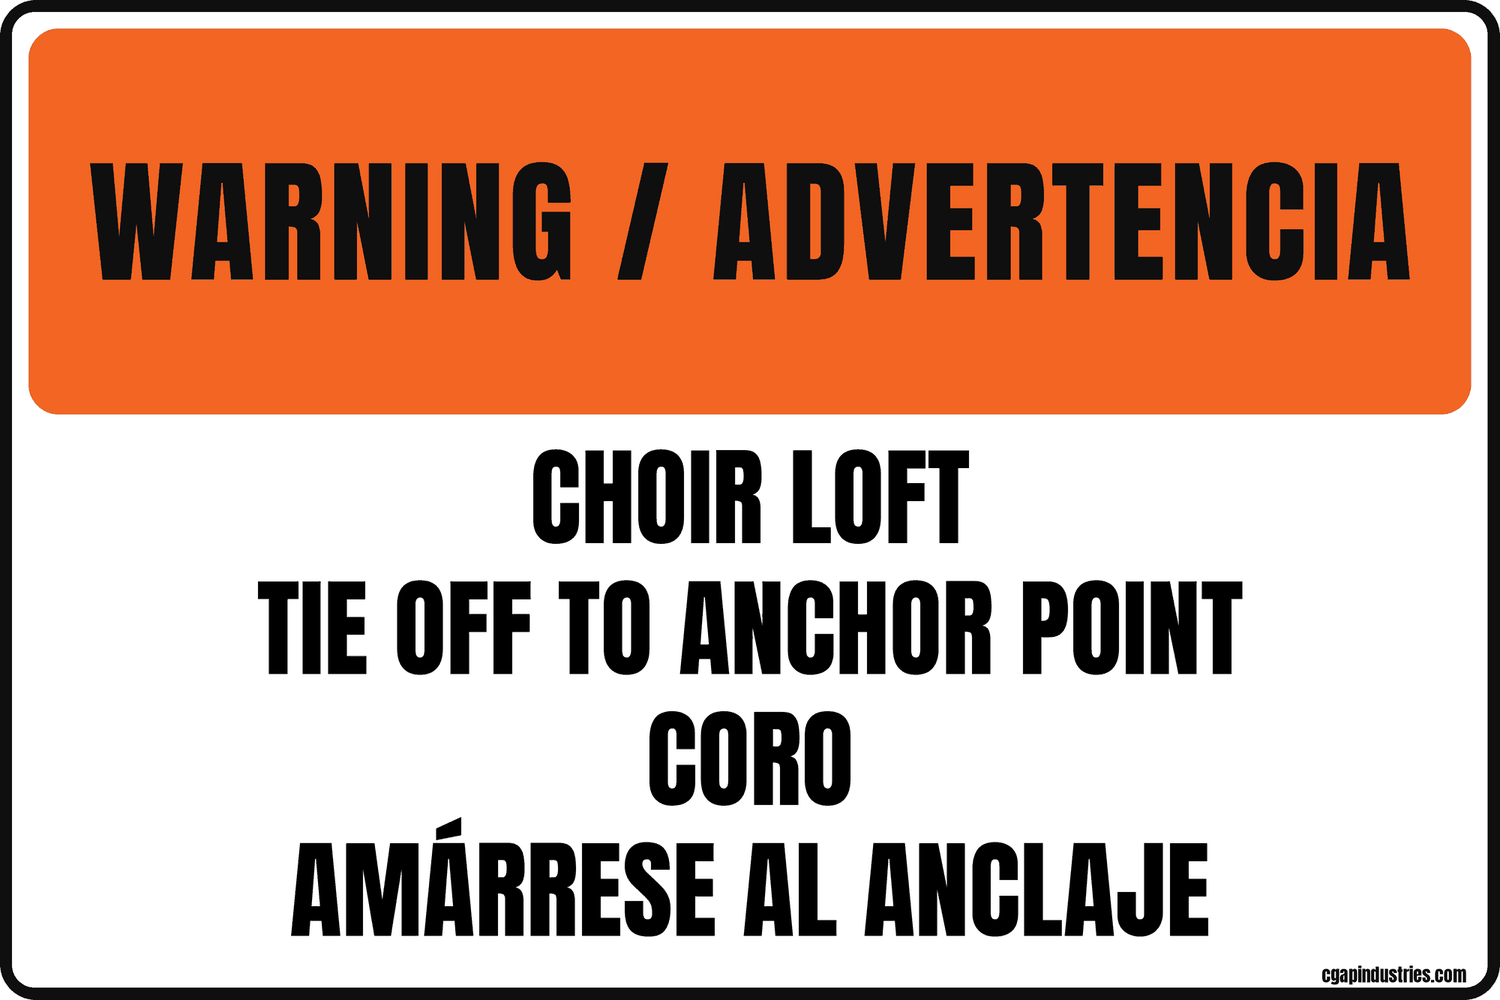 WARNING / ADVERTENCIA
CHOIR LOFT
TIE OFF TO ANCHOR POINT
CORO
AMÁRRESE AL ANCLAJE
cgapindustries.com